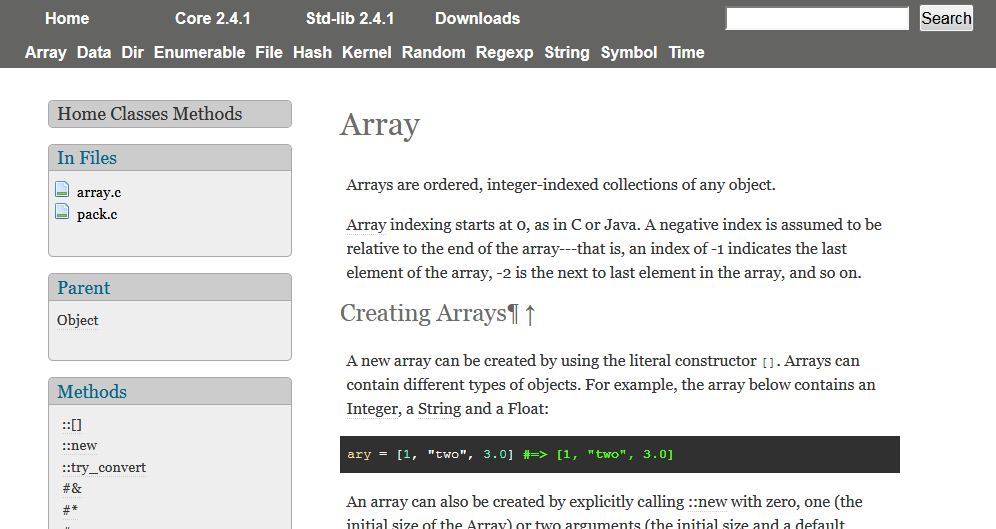 Home Core 2.4.1 Std-lib 2.4.1 Downloads Search
Array Data Dir Enumerable File Hash Kernel Random Regexp String Symbol Time
Home Classes Methods
In Files
array.c
pack.c
Parent
Object
Methods
::[]
::new
::try_convert
#&
#*
Array
Arrays are ordered, integer-indexed collections of any object.
Array indexing starts at 0, as in C or Java. A negative index is assumed to be
relative to the end of the array---that is, an index of -1 indicates the last
element of the array, -2 is the next to last element in the array, and so on.
Creating Arrays¶ ↑
A new array can be created by using the literal constructor []. Arrays can
contain different types of objects. For example, the array below contains an
Integer, a String and a Float:
ary = [1, "two", 3.0] #=> [1, "two", 3.0]
An array can also be created by explicitly calling ::new with zero, one (the
initial size of the Array) or two arguments (the initial size and a default